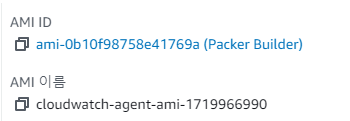 AMI ID
ami-0b10f98758e41769a (Packer Builder)
AMI 이름
cloudwatch-agent-ami-1719966990